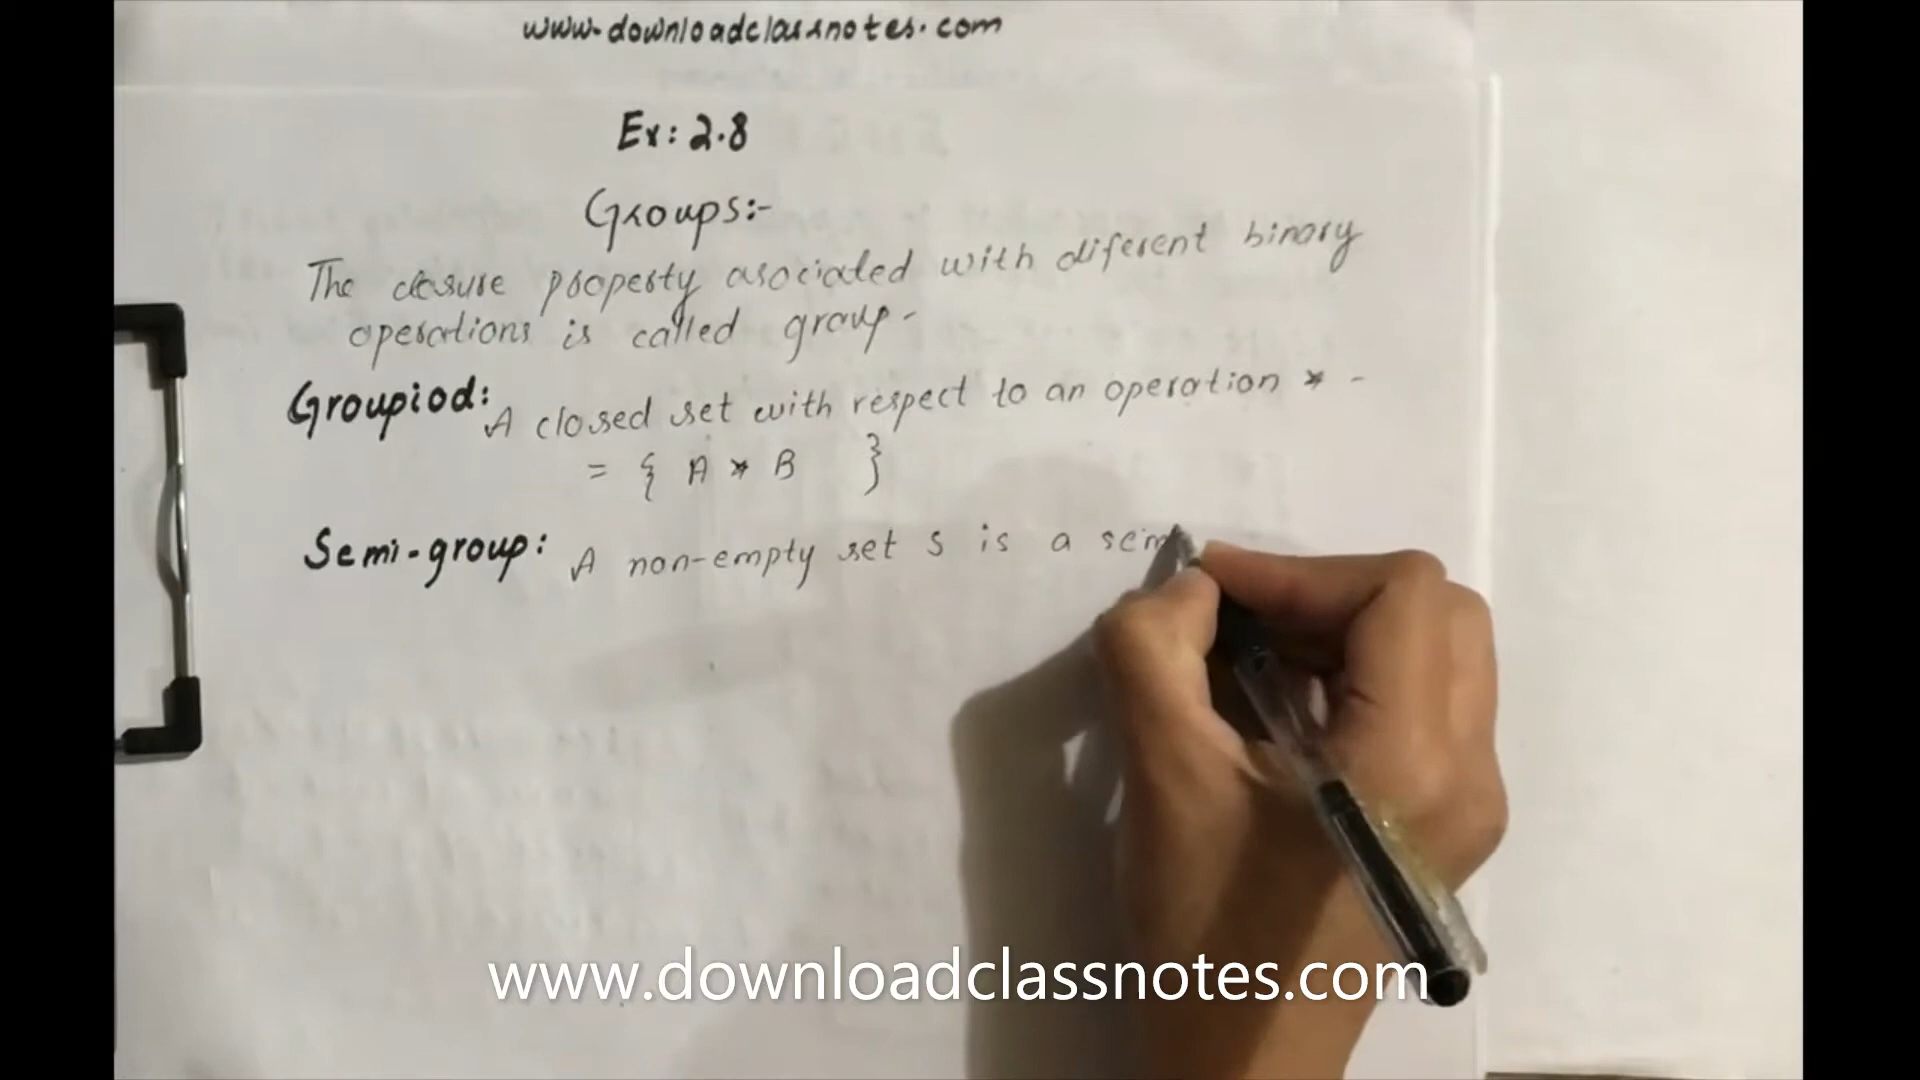 www.downloadclassnotes.com
Ex: 2.8
Groups:-
The closure property asociated with diferent binary
operations is called group-
Groupiod: A closed set with respect to an operation * -
= { A * B }
Semi-group: A non-empty set S is a sem
www.downloadclassnotes.com